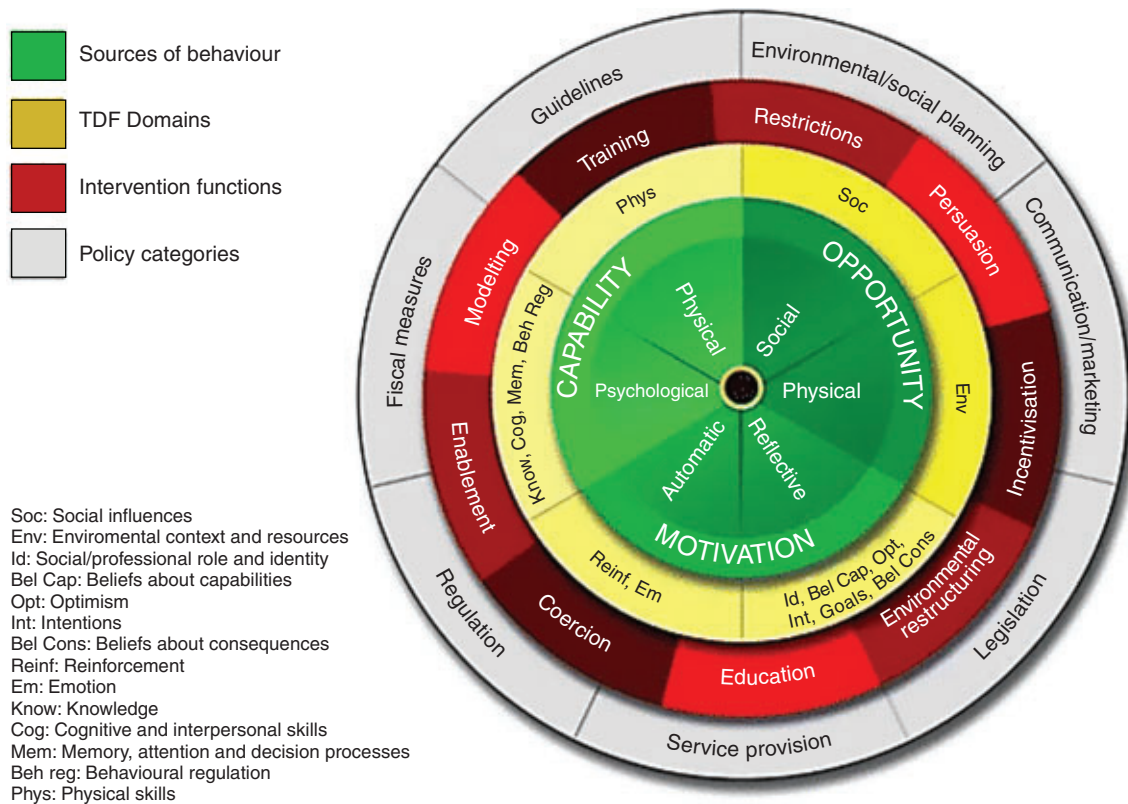 Sources of behaviour
TDF Domains
Intervention functions
Policy categories
Soc: Social influences
Env: Enviromental context and resources
Id: Social/professional role and identity
Bel Cap: Beliefs about capabilities
Opt: Optimism
Int: Intentions
Bel Cons: Beliefs about consequences
Reinf: Reinforcement
Em: Emotion
Know: Knowledge
Cog: Cognitive and interpersonal skills
Mem: Memory, attention and decision processes
Beh reg: Behavioural regulation
Phys: Physical skills
Guidelines
Environmental/social planning
Communication/marketing
Legislation
Service provision
Regulation
Fiscal measures
Training
Restrictions
Persuasion
Incentivisation
Environmental
restructuring
Education
Coercion
Enablement
Modelting
Phys
Soc
Env
Id, Bel Cap, Opt,
Int, Goals, Bel Cons
Reinf, Em
Know, Cog, Mem, Beh Reg
CAPABILITY
OPPORTUNITY
MOTIVATION
Physical
Social
Physical
Reflective
Automatic
Psychological